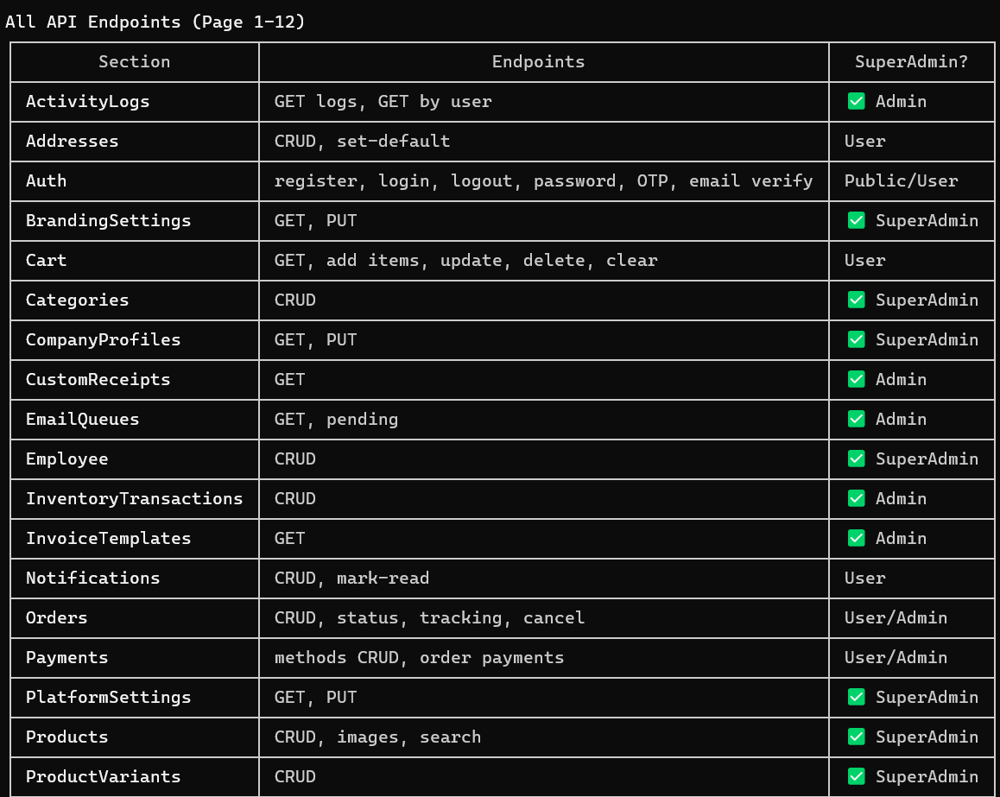 All API Endpoints (Page 1-12)
Section Endpoints SuperAdmin?
ActivityLogs GET logs, GET by user ✅ Admin
Addresses CRUD, set-default User
Auth register, login, logout, password, OTP, email verify Public/User
BrandingSettings GET, PUT ✅ SuperAdmin
Cart GET, add items, update, delete, clear User
Categories CRUD ✅ SuperAdmin
CompanyProfiles GET, PUT ✅ SuperAdmin
CustomReceipts GET ✅ Admin
EmailQueues GET, pending ✅ Admin
Employee CRUD ✅ SuperAdmin
InventoryTransactions CRUD ✅ Admin
InvoiceTemplates GET ✅ Admin
Notifications CRUD, mark-read User
Orders CRUD, status, tracking, cancel User/Admin
Payments methods CRUD, order payments User/Admin
PlatformSettings GET, PUT ✅ SuperAdmin
Products CRUD, images, search ✅ SuperAdmin
ProductVariants CRUD ✅ SuperAdmin